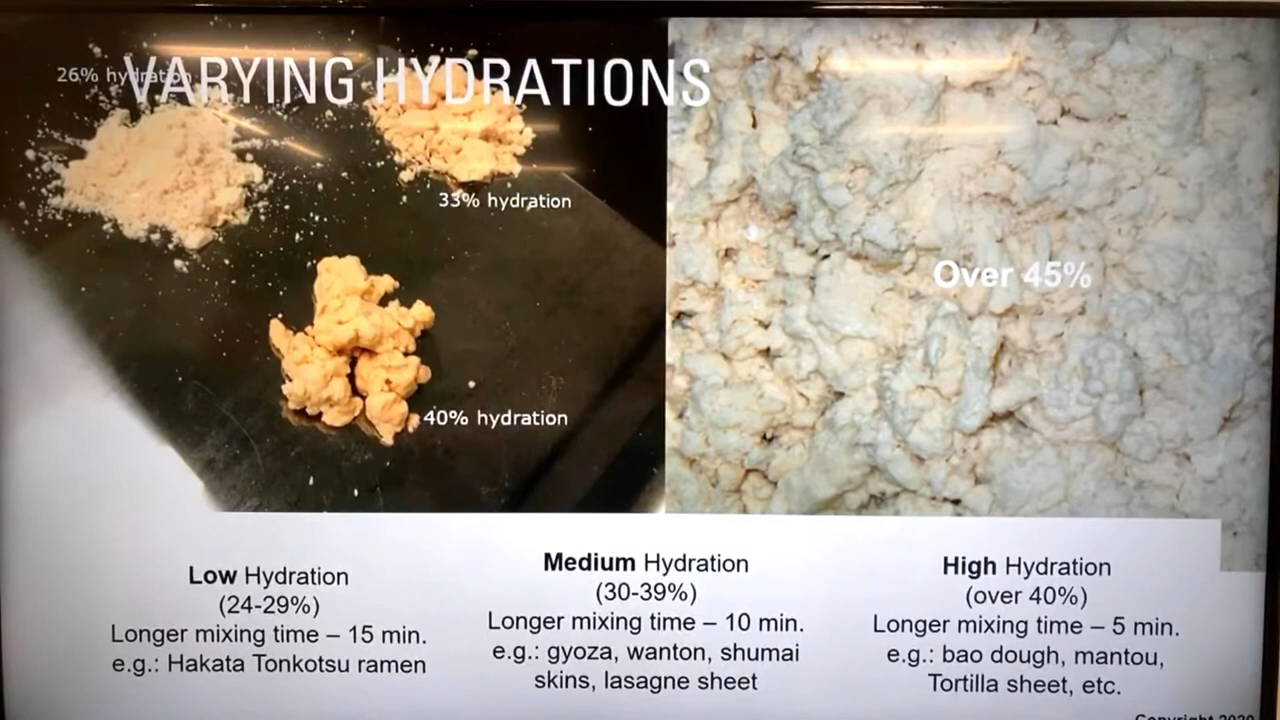 VARYING HYDRATIONS
26% hydration
33% hydration
40% hydration
Over 45%
Low Hydration
(24-29%)
Longer mixing time – 15 min.
e.g.: Hakata Tonkotsu ramen
Medium Hydration
(30-39%)
Longer mixing time – 10 min.
e.g.: gyoza, wanton, shumai
skins, lasagne sheet
High Hydration
(over 40%)
Longer mixing time – 5 min.
e.g.: bao dough, mantou,
Tortilla sheet, etc.
Copyright 2020